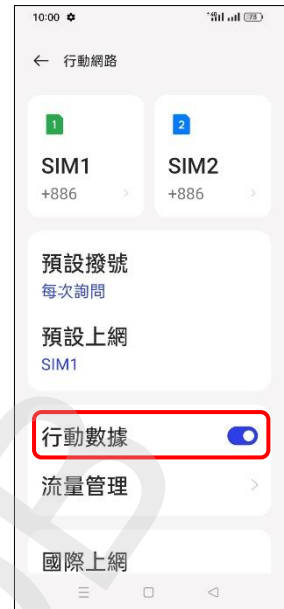 10:00
73
行動網路
1
2
SIM1
SIM2
+886
+886
預設撥號
每次詢問
預設上網
SIM1
行動數據
流量管理
國際上網